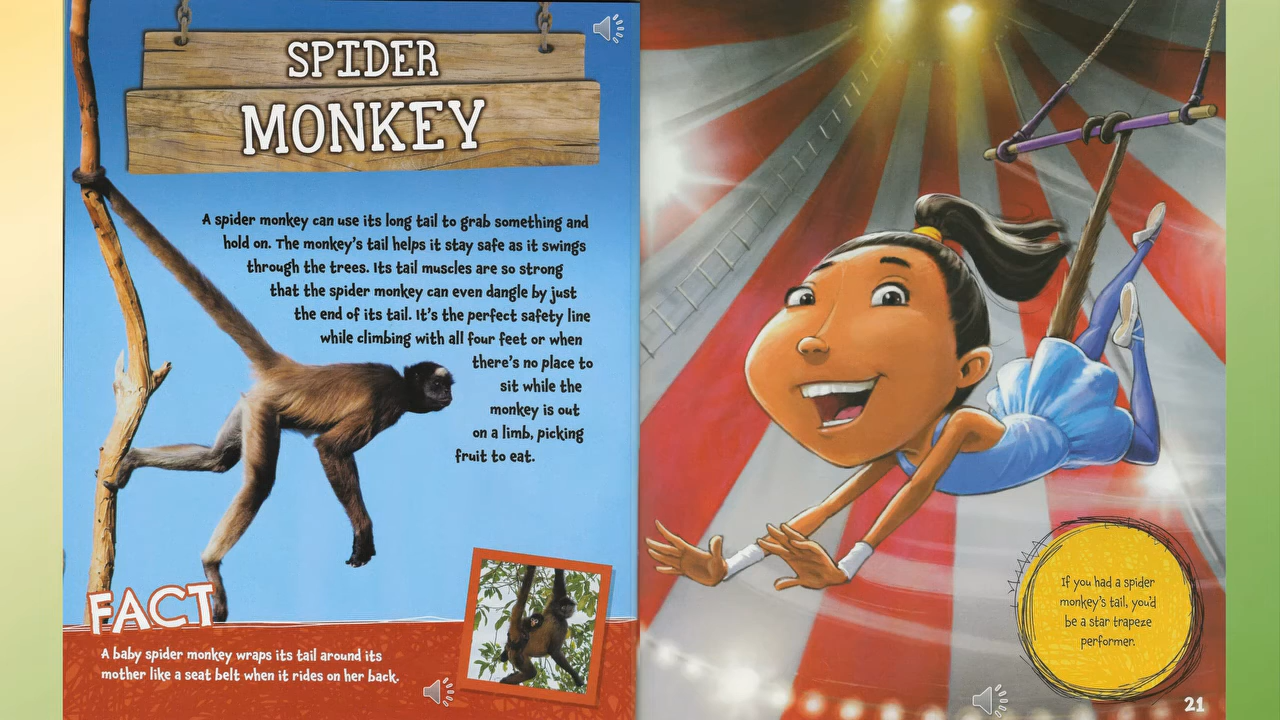 SPIDER
MONKEY
A spider monkey can use its long tail to grab something and
hold on. The monkey's tail helps it stay safe as it swings
through the trees. Its tail muscles are so strong
that the spider monkey can even dangle by just
the end of its tail. It's the perfect safety line
while climbing with all four feet or when
there's no place to
sit while the
monkey is out
on a limb, picking
fruit to eat.
FACT
A baby spider monkey wraps its tail around its
mother like a seat belt when it rides on her back.
If you had a spider
monkey's tail, you'd
be a star trapeze
performer.
21